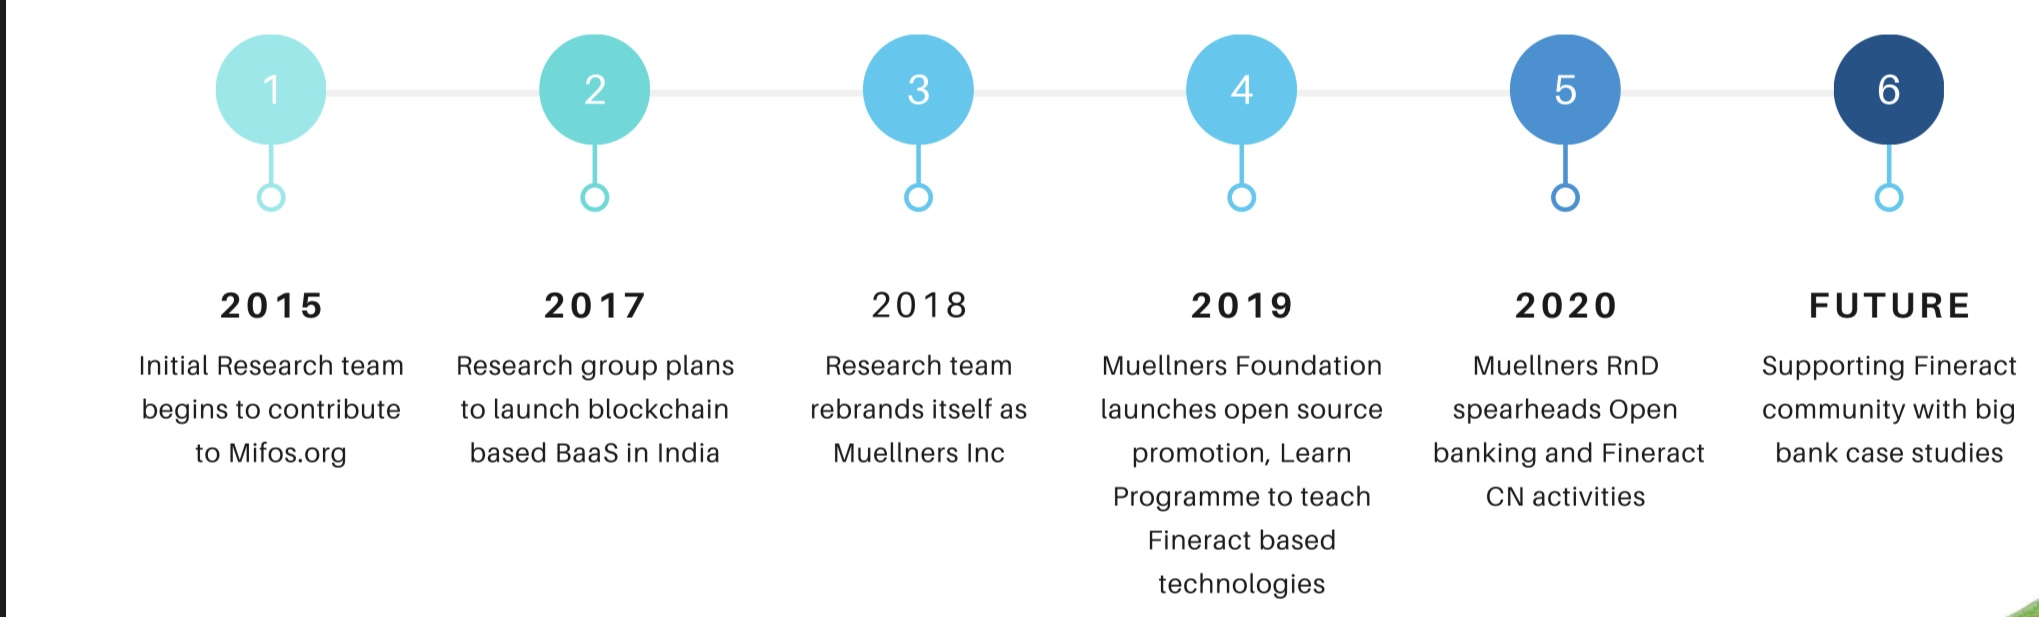 1
2
3
4
5
6
2015
Initial Research team
begins to contribute
to Mifos.org
2017
Research group plans
to launch blockchain
based BaaS in India
2018
Research team
rebrands itself as
Muellners Inc
2019
Muellners Foundation
launches open source
promotion, Learn
Programme to teach
Fineract based
technologies
2020
Muellners RnD
spearheads Open
banking and Fineract
CN activities
FUTURE
Supporting Fineract
community with big
bank case studies